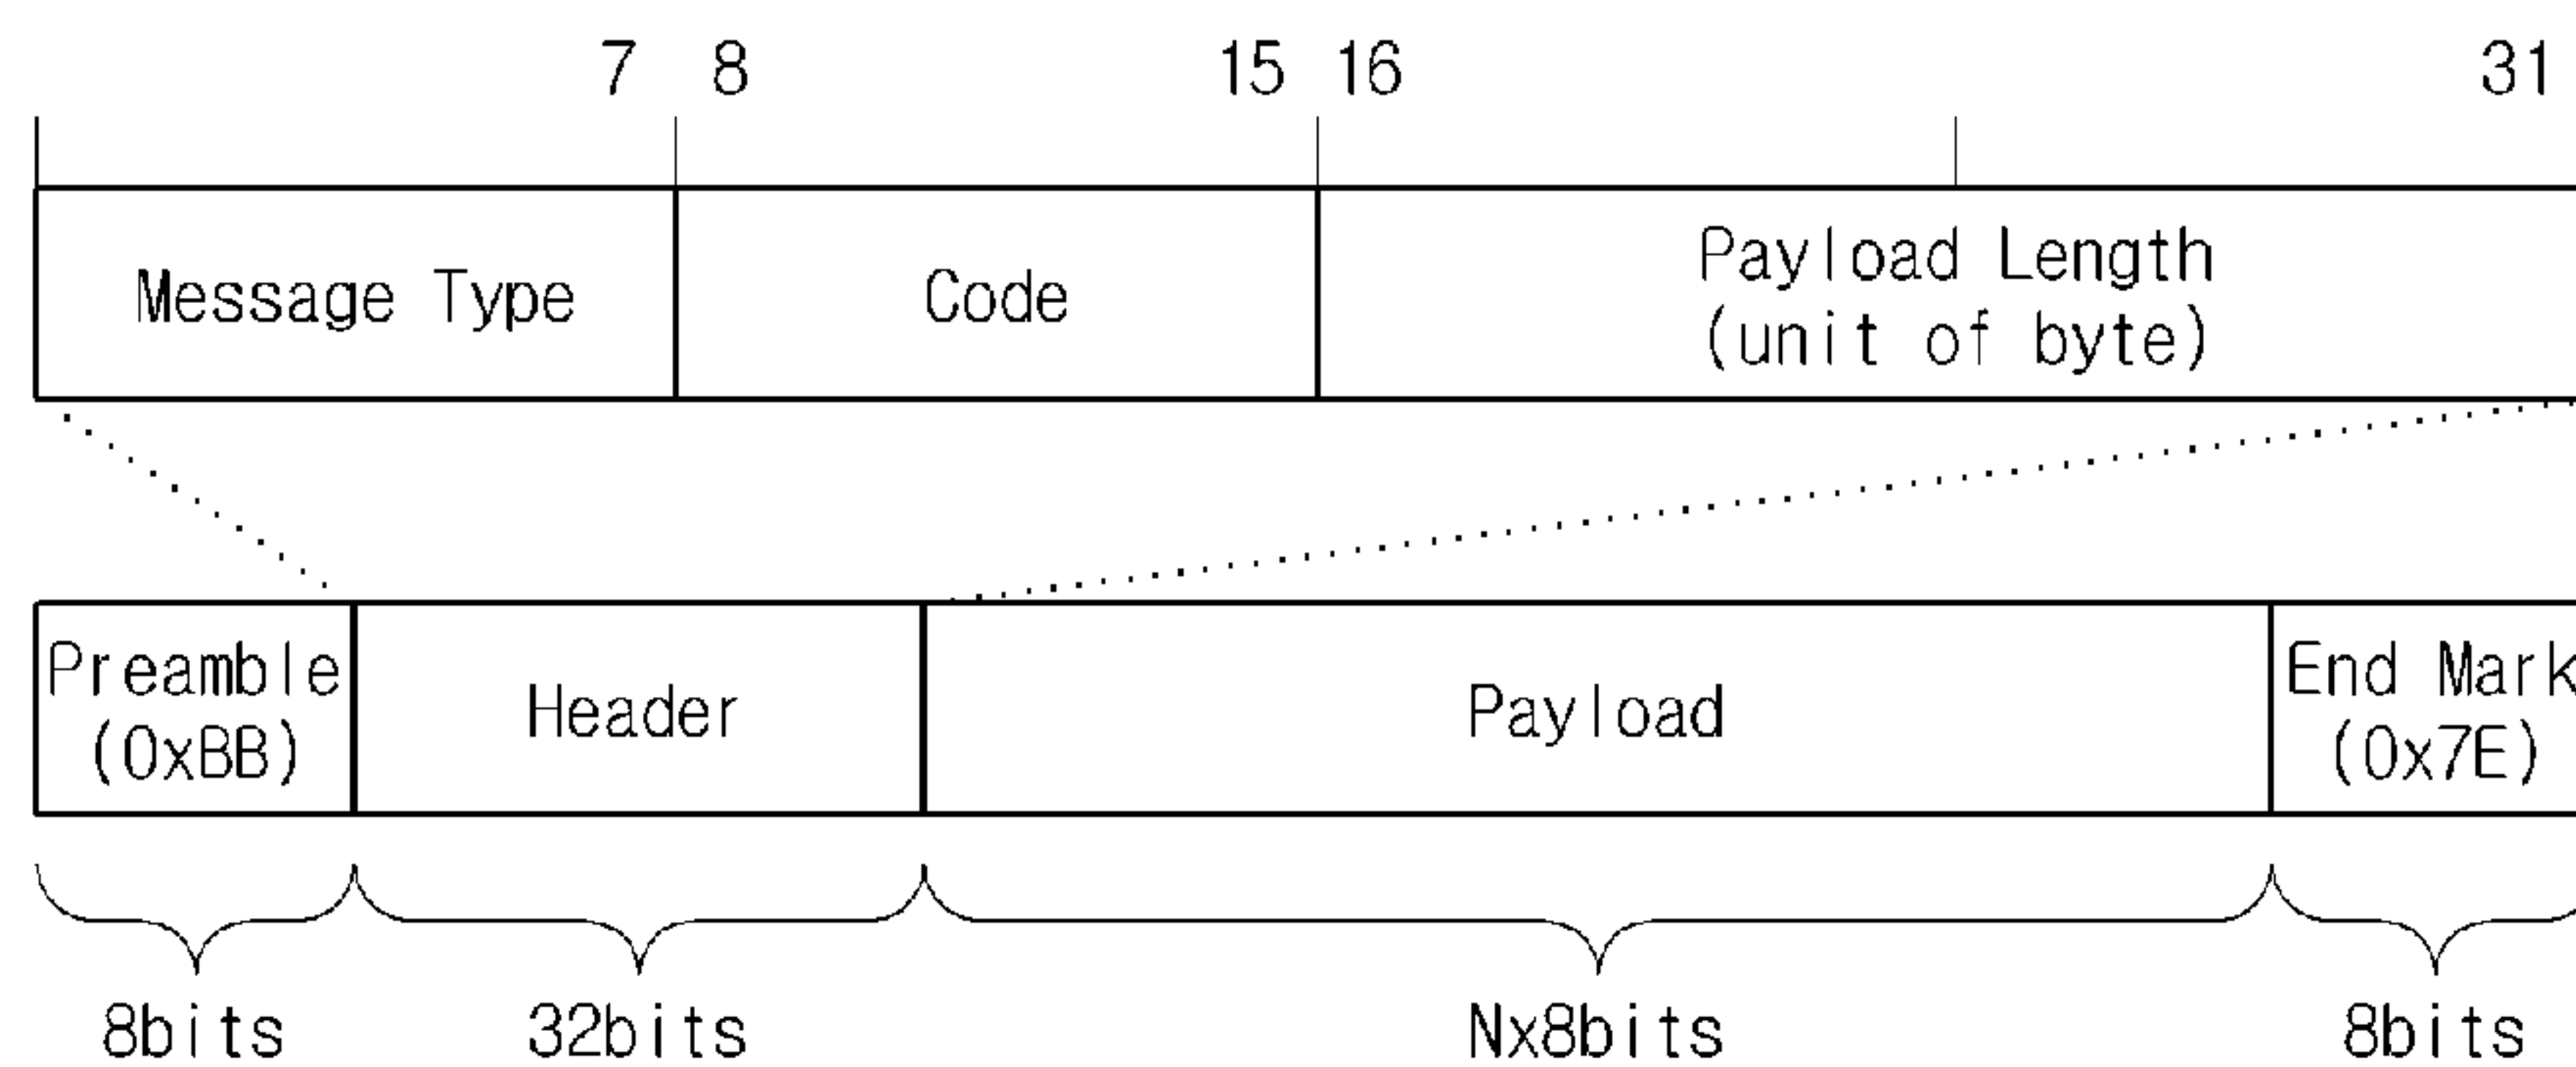 7 8 15 16 31
Message Type Code Payload Length
(unit of byte)
Preamble Header Payload End Mark
(0xBB) (0x7E)
8bits 32bits Nx8bits 8bits